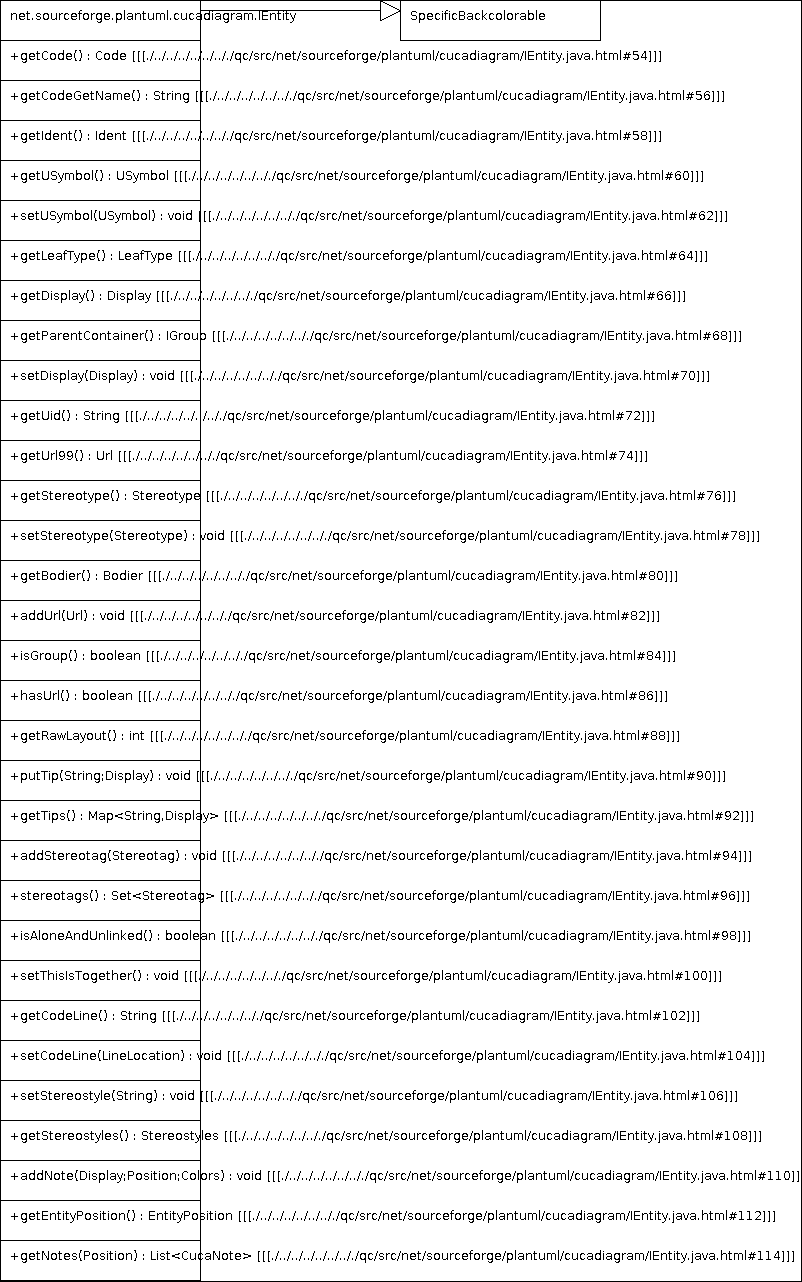 net.sourceforge.plantuml.cucadiagram.IEntity
SpecificBackcolorable
+getCode() : Code [[[./../../../../../../../qc/src/net/sourceforge/plantuml/cucadiagram/IEntity.java.html#54]]]
+getCodeGetName() : String [[[./../../../../../../../qc/src/net/sourceforge/plantuml/cucadiagram/IEntity.java.html#56]]]
+getIdent() : Ident [[[./../../../../../../../qc/src/net/sourceforge/plantuml/cucadiagram/IEntity.java.html#58]]]
+getUSymbol() : USymbol [[[./../../../../../../../qc/src/net/sourceforge/plantuml/cucadiagram/IEntity.java.html#60]]]
+setUSymbol(USymbol) : void [[[./../../../../../../../qc/src/net/sourceforge/plantuml/cucadiagram/IEntity.java.html#62]]]
+getLeafType() : LeafType [[[./../../../../../../../qc/src/net/sourceforge/plantuml/cucadiagram/IEntity.java.html#64]]]
+getDisplay() : Display [[[./../../../../../../../qc/src/net/sourceforge/plantuml/cucadiagram/IEntity.java.html#66]]]
+getParentContainer() : IGroup [[[./../../../../../../../qc/src/net/sourceforge/plantuml/cucadiagram/IEntity.java.html#68]]]
+setDisplay(Display) : void [[[./../../../../../../../qc/src/net/sourceforge/plantuml/cucadiagram/IEntity.java.html#70]]]
+getUid() : String [[[./../../../../../../../qc/src/net/sourceforge/plantuml/cucadiagram/IEntity.java.html#72]]]
+getUrl99() : Url [[[./../../../../../../../qc/src/net/sourceforge/plantuml/cucadiagram/IEntity.java.html#74]]]
+getStereotype() : Stereotype [[[./../../../../../../../qc/src/net/sourceforge/plantuml/cucadiagram/IEntity.java.html#76]]]
+setStereotype(Stereotype) : void [[[./../../../../../../../qc/src/net/sourceforge/plantuml/cucadiagram/IEntity.java.html#78]]]
+getBodier() : Bodier [[[./../../../../../../../qc/src/net/sourceforge/plantuml/cucadiagram/IEntity.java.html#80]]]
+addUrl(Url) : void [[[./../../../../../../../qc/src/net/sourceforge/plantuml/cucadiagram/IEntity.java.html#82]]]
+isGroup() : boolean [[[./../../../../../../../qc/src/net/sourceforge/plantuml/cucadiagram/IEntity.java.html#84]]]
+hasUrl() : boolean [[[./../../../../../../../qc/src/net/sourceforge/plantuml/cucadiagram/IEntity.java.html#86]]]
+getRawLayout() : int [[[./../../../../../../../qc/src/net/sourceforge/plantuml/cucadiagram/IEntity.java.html#88]]]
+putTip(String;Display) : void [[[./../../../../../../../qc/src/net/sourceforge/plantuml/cucadiagram/IEntity.java.html#90]]]
+getTips() : Map<String,Display> [[[./../../../../../../../qc/src/net/sourceforge/plantuml/cucadiagram/IEntity.java.html#92]]]
+addStereotag(Stereotag) : void [[[./../../../../../../../qc/src/net/sourceforge/plantuml/cucadiagram/IEntity.java.html#94]]]
+stereotags() : Set<Stereotag> [[[./../../../../../../../qc/src/net/sourceforge/plantuml/cucadiagram/IEntity.java.html#96]]]
+isAloneAndUnlinked() : boolean [[[./../../../../../../../qc/src/net/sourceforge/plantuml/cucadiagram/IEntity.java.html#98]]]
+setThisIsTogether() : void [[[./../../../../../../../qc/src/net/sourceforge/plantuml/cucadiagram/IEntity.java.html#100]]]
+getCodeLine() : String [[[./../../../../../../../qc/src/net/sourceforge/plantuml/cucadiagram/IEntity.java.html#102]]]
+setCodeLine(LineLocation) : void [[[./../../../../../../../qc/src/net/sourceforge/plantuml/cucadiagram/IEntity.java.html#104]]]
+setStereostyle(String) : void [[[./../../../../../../../qc/src/net/sourceforge/plantuml/cucadiagram/IEntity.java.html#106]]]
+getStereostyles() : Stereostyles [[[./../../../../../../../qc/src/net/sourceforge/plantuml/cucadiagram/IEntity.java.html#108]]]
+addNote(Display;Position;Colors) : void [[[./../../../../../../../qc/src/net/sourceforge/plantuml/cucadiagram/IEntity.java.html#110]]
+getEntityPosition() : EntityPosition [[[./../../../../../../../qc/src/net/sourceforge/plantuml/cucadiagram/IEntity.java.html#112]]]
+getNotes(Position) : List<CucaNote> [[[./../../../../../../../qc/src/net/sourceforge/plantuml/cucadiagram/IEntity.java.html#114]]]